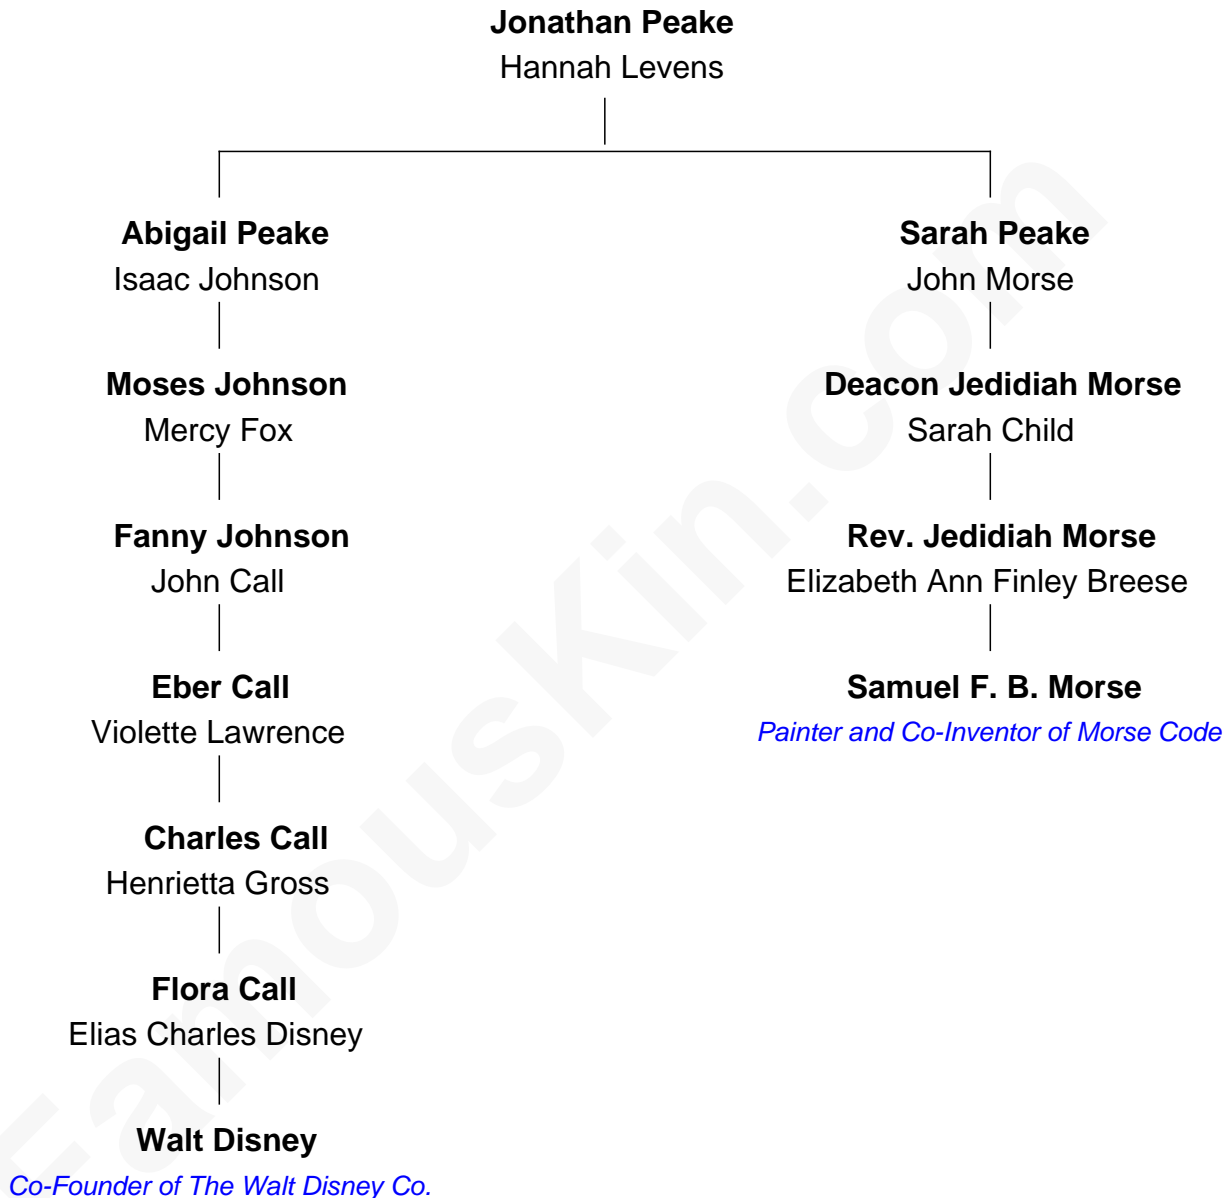 Jonathan Peake
Hannah Levens
Abigail Peake
Isaac Johnson
Moses Johnson
Mercy Fox
Fanny Johnson
John Call
Eber Call
Violette Lawrence
Charles Call
Henrietta Gross
Flora Call
Elias Charles Disney
Walt Disney
Co-Founder of The Walt Disney Co.
Sarah Peake
John Morse
Deacon Jedidiah Morse
Sarah Child
Rev. Jedidiah Morse
Elizabeth Ann Finley Breese
Samuel F. B. Morse
Painter and Co-Inventor of Morse Code
FamousKin.com